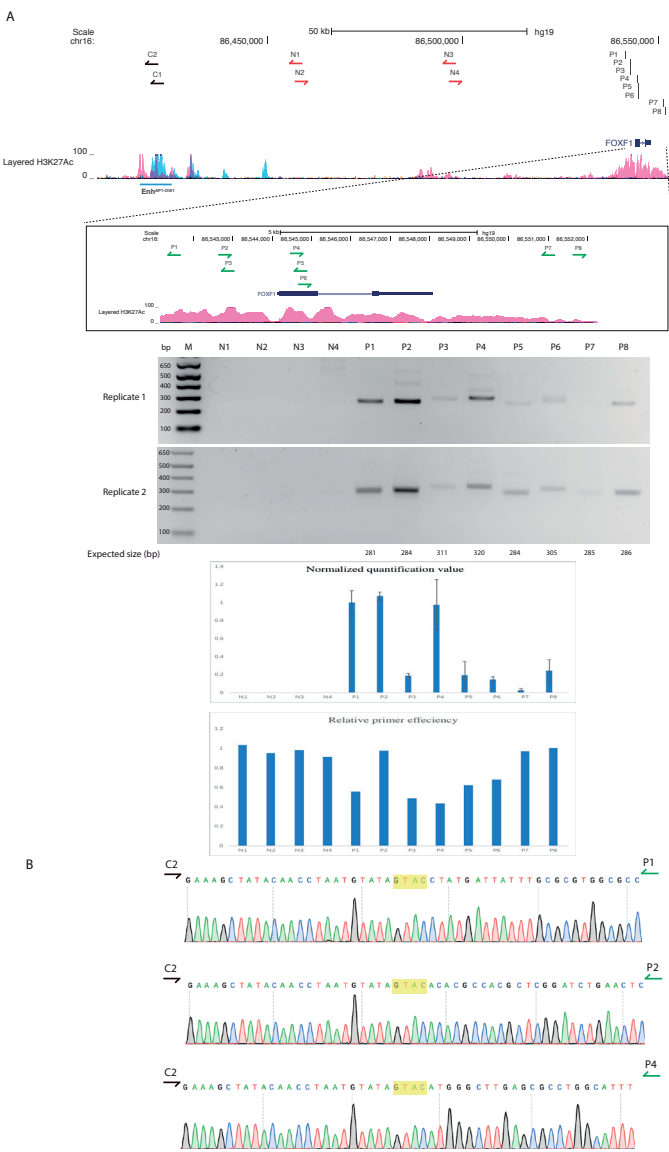 A
Scale
50 kb
hg19
chr16:
86,450,000
86,500,000
86,550,000
C2
N1
N3
P1
P2
P3
C1
N2
N4
P4
P5
P6
P7
P8
FOXF1
Layered H3K27Ac
100
0
Enh
Scale
5 kb
hg19
chr16:
86,543,000
86,544,000
86,545,000
86,546,000
86,547,000
86,548,000
86,549,000
86,550,000
86,551,000
86,552,000
P1
P2
P4
P7
P8
P3
P5
P6
FOXF1
Layered H3K27Ac
100
0
bp M N1 N2 N3 N4 P1 P2 P3 P4 P5 P6 P7 P8
650
500
400
300
200
100
Replicate 1
650
500
400
300
200
100
Replicate 2
Expected size (bp) 281 284 311 320 284 305 285 286
Normalized quantification value
1.4
1.2
1
0.8
0.6
0.4
0.2
0
N1 N2 N3 N4 P1 P2 P3 P4 P5 P6 P7 P8
Relative primer effeciency
1.2
1
0.8
0.6
0.4
0.2
0
N1 N2 N3 N4 P1 P2 P3 P4 P5 P6 P7 P8
B
C2
P1
GAAAGCTATACAACCTAATGTATAGTACCTATGATTATTTGCGCGTGGCGCC
C2
P2
GAAAGCTATACAACCTAATGTATAGTACACACGCCACGCTCGGATCTGAACTC
C2
P4
GAAAGCTATACAACCTAATGTATAGTACATGGGCTTGAGCGCCTGGCATTT